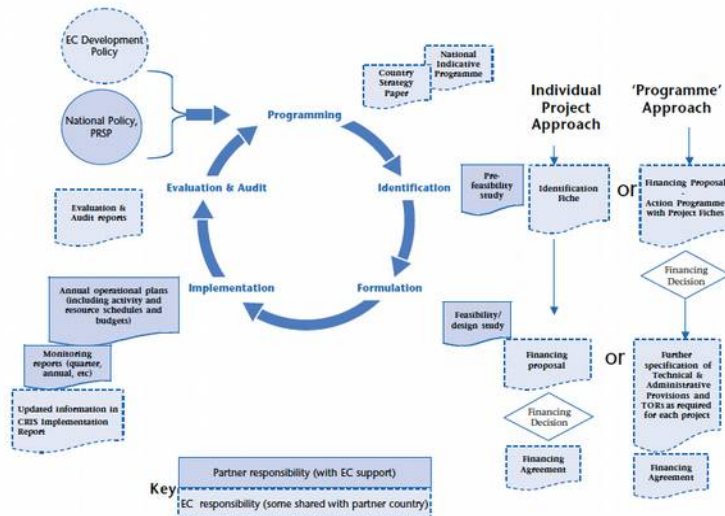 EC Development
Policy
National Policy,
PRSP
Programming
Country
Strategy
Paper
National
Indicative
Programme
Evaluation & Audit
Identification
Implementation
Formulation
Evaluation &
Audit reports
Annual operational plans
(including activity and
resource schedules and
budgets)
Monitoring
reports (quarter,
annual, etc)
Updated information in
CRIS Implementation
Report
Individual
Project
Approach
'Programme'
Approach
Pre-
feasibility
study
Identification
Fiche
or
Financing Proposal
-
Action Programme
with Project Fiches
Financing
Decision
Feasibility/
design study
Financing
proposal
or
Further
specification of
Technical &
Administrative
Provisions and
TORs as required
for each project
Financing
Decision
Financing
Agreement
Financing
Agreement
Key
Partner responsibility (with EC support)
EC responsibility (some shared with partner country)